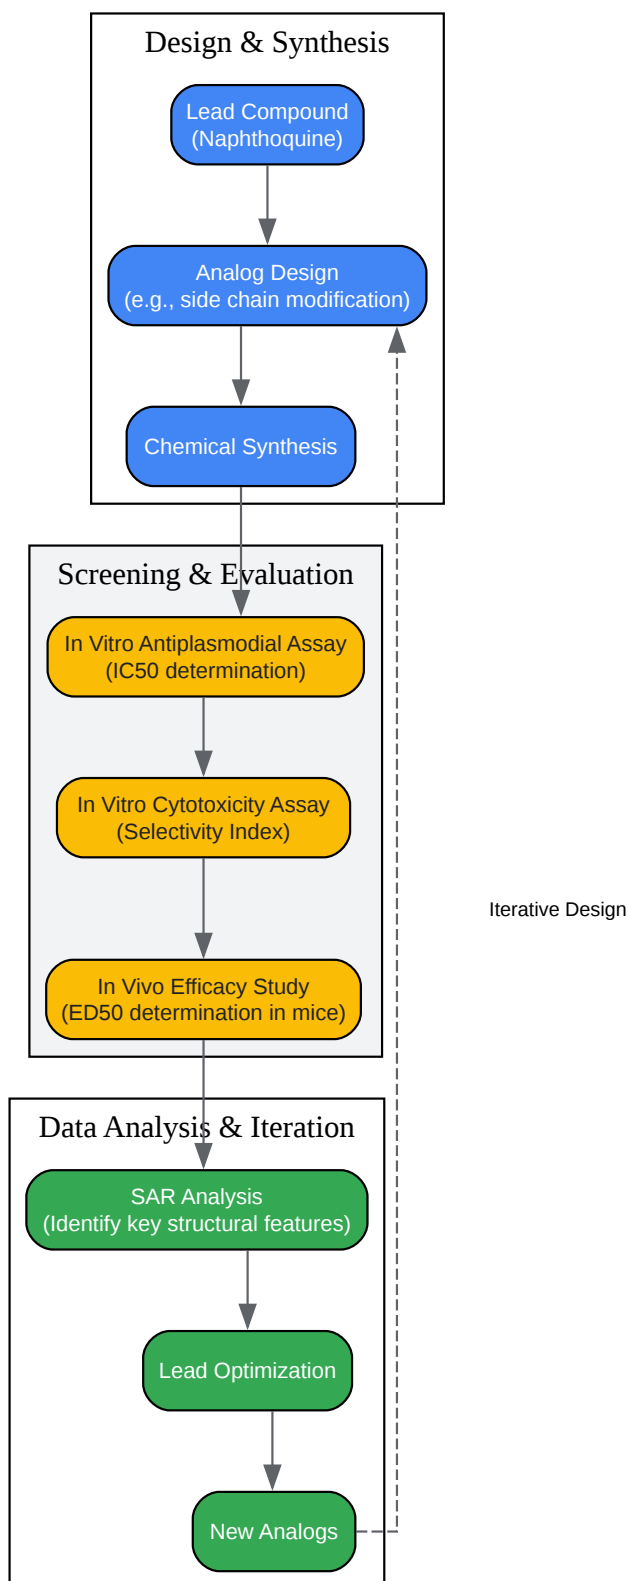 Design & Synthesis
Lead Compound
(Naphthoquine)
Analog Design
(e.g., side chain modification)
Chemical Synthesis
Screening & Evaluation
In Vitro Antiplasmodial Assay
(IC50 determination)
In Vitro Cytotoxicity Assay
(Selectivity Index)
Iterative Design
In Vivo Efficacy Study
(ED50 determination in mice)
Data Analysis & Iteration
SAR Analysis
(Identify key structural features)
Lead Optimization
New Analogs